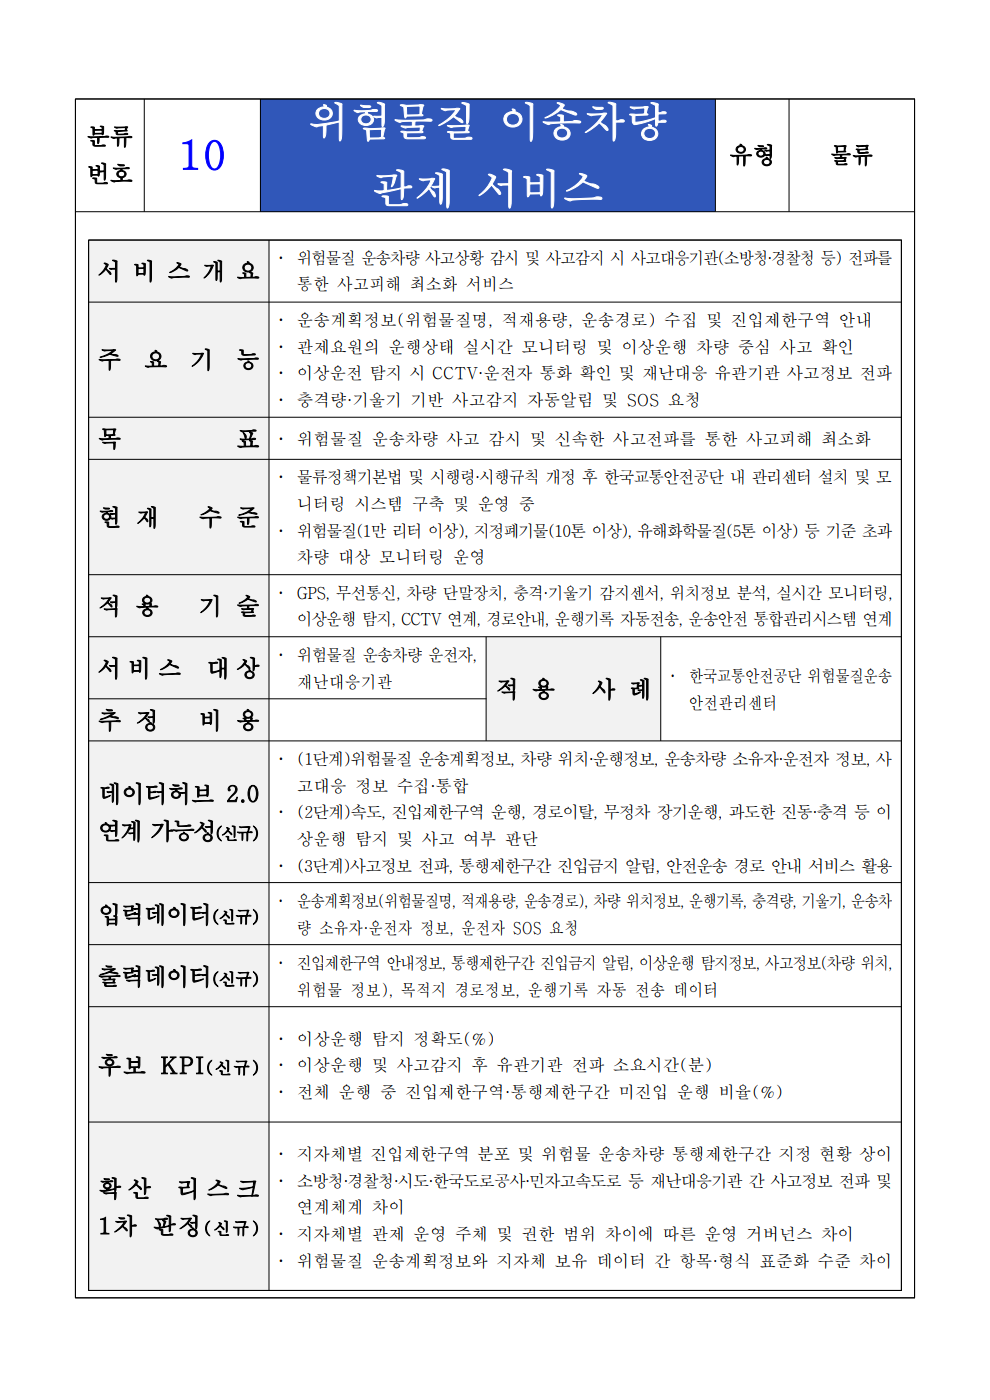 분류
번호
10
위험물질 이송차량
관제 서비스
유형
물류
서비스개요
· 위험물질 운송차량 사고상황 감시 및 사고감지 시 사고대응기관(소방청·경찰청 등) 전파를
통한 사고피해 최소화 서비스
주요기능
· 운송계획정보(위험물질명, 적재용량, 운송경로) 수집 및 진입제한구역 안내
· 관제요원의 운행상태 실시간 모니터링 및 이상운행 차량 중심 사고 확인
· 이상운전 탐지 시 CCTV·운전자 통화 확인 및 재난대응 유관기관 사고정보 전파
· 충격량·기울기 기반 사고감지 자동알림 및 SOS 요청
목표
· 위험물질 운송차량 사고 감시 및 신속한 사고전파를 통한 사고피해 최소화
현재 수준
· 물류정책기본법 및 시행령·시행규칙 개정 후 한국교통안전공단 내 관리센터 설치 및 모
니터링 시스템 구축 및 운영 중
· 위험물질(1만 리터 이상), 지정폐기물(10톤 이상), 유해화학물질(5톤 이상) 등 기준 초과
차량 대상 모니터링 운영
적용 기술
· GPS, 무선통신, 차량 단말장치, 충격·기울기 감지센서, 위치정보 분석, 실시간 모니터링,
이상운행 탐지, CCTV 연계, 경로안내, 운행기록 자동전송, 운송안전 통합관리시스템 연계
서비스 대상
· 위험물질 운송차량 운전자,
재난대응기관
적용 사례
· 한국교통안전공단 위험물질운송
안전관리센터
추정 비용
데이터허브 2.0
연계 가능성(신규)
· (1단계)위험물질 운송계획정보, 차량 위치·운행정보, 운송차량 소유자·운전자 정보, 사
고대응 정보 수집·통합
· (2단계)속도, 진입제한구역 운행, 경로이탈, 무정차 장기운행, 과도한 진동·충격 등 이
상운행 탐지 및 사고 여부 판단
· (3단계)사고정보 전파, 통행제한구간 진입금지 알림, 안전운송 경로 안내 서비스 활용
입력데이터(신규)
· 운송계획정보(위험물질명, 적재용량, 운송경로), 차량 위치정보, 운행기록, 충격량, 기울기, 운송차
량 소유자·운전자 정보, 운전자 SOS 요청
출력데이터(신규)
· 진입제한구역 안내정보, 통행제한구간 진입금지 알림, 이상운행 탐지정보, 사고정보(차량 위치,
위험물 정보), 목적지 경로정보, 운행기록 자동 전송 데이터
후보 KPI(신규)
· 이상운행 탐지 정확도(%)
· 이상운행 및 사고감지 후 유관기관 전파 소요시간(분)
· 전체 운행 중 진입제한구역·통행제한구간 미진입 운행 비율(%)
확산 리스크
1차 판정(신규)
· 지자체별 진입제한구역 분포 및 위험물 운송차량 통행제한구간 지정 현황 상이
· 소방청·경찰청·시도·한국도로공사·민자고속도로 등 재난대응기관 간 사고정보 전파 및
연계체계 차이
· 지자체별 관제 운영 주체 및 권한 범위 차이에 따른 운영 거버넌스 차이
· 위험물질 운송계획정보와 지자체 보유 데이터 간 항목·형식 표준화 수준 차이